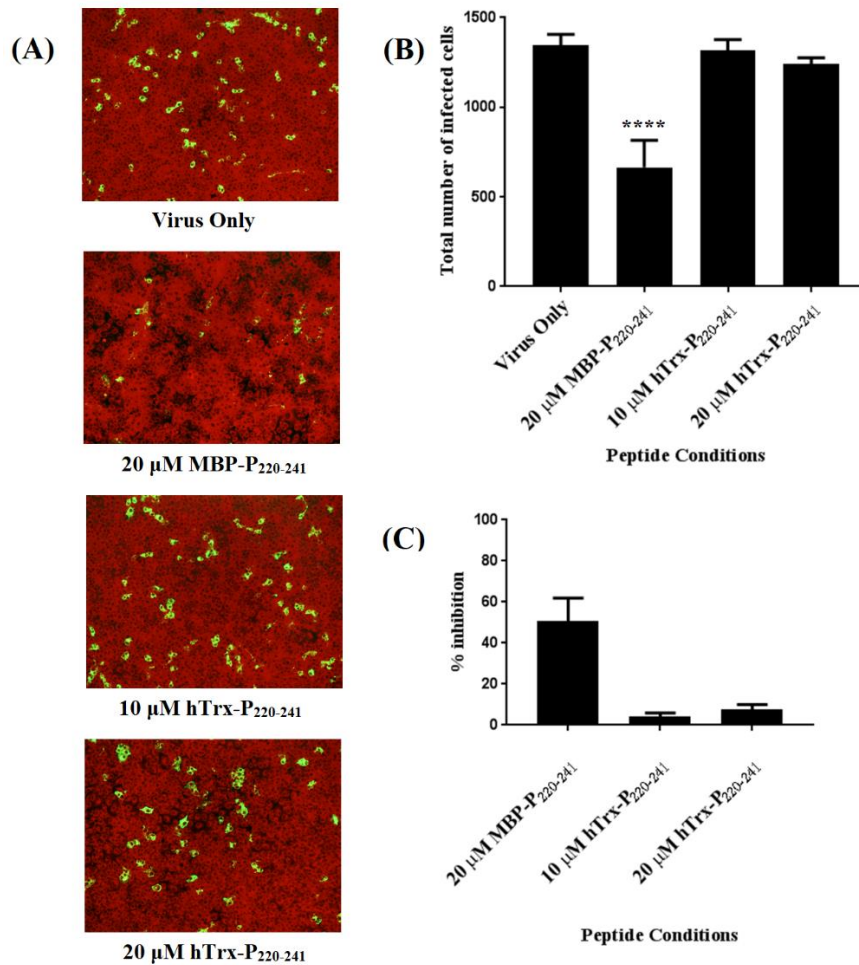 (A)
Virus Only
20 μM MBP-P220-241
10 μM hTrx-P220-241
20 μM hTrx-P220-241
(B)
Total number of infected cells
1500
1000
500
0
****
Virus Only
20 μM MBP-P220-241
10 μM hTrx-P220-241
20 μM hTrx-P220-241
Peptide Conditions
(C)
% inhibition
100
80
60
40
20
0
20 μM MBP-P220-241
10 μM hTrx-P220-241
20 μM hTrx-P220-241
Peptide Conditions